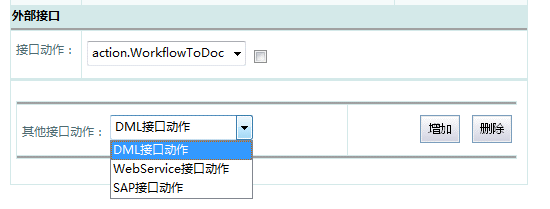 外部接口
接口动作： action.WorkflowToDoc
其他接口动作： DML接口动作 增加 删除
DML接口动作
WebService接口动作
SAP接口动作